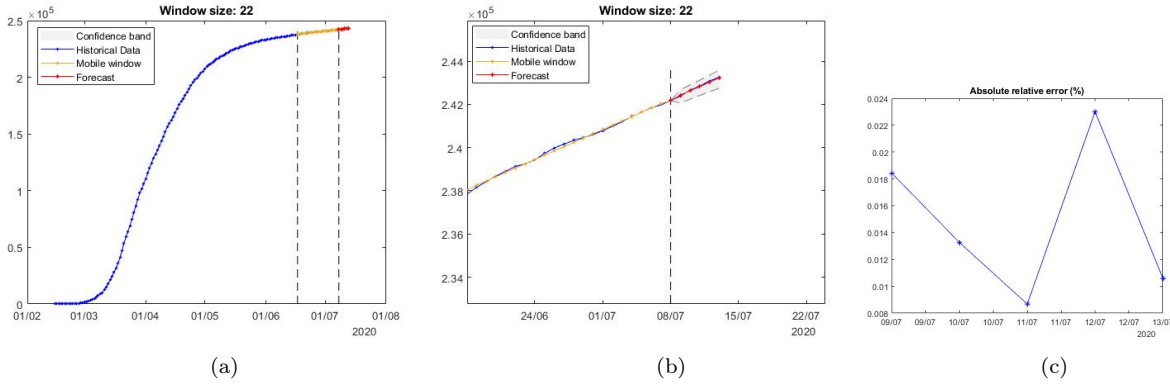 Window size: 22
×10^5
2.5
2
1.5
1
0.5
0
Confidence band
Historical Data
Mobile window
Forecast
01/02 01/03 01/04 01/05 01/06 01/07 01/08
2020
(a)
Window size: 22
×10^5
2.44
2.42
2.4
2.38
2.36
2.34
Confidence band
Historical Data
Mobile window
Forecast
24/06 01/07 08/07 15/07 22/07
2020
(b)
Absolute relative error (%)
0.024
0.022
0.02
0.018
0.016
0.014
0.012
0.01
0.008
09/07 09/07 10/07 10/07 11/07 11/07 12/07 12/07 13/07
2020
(c)